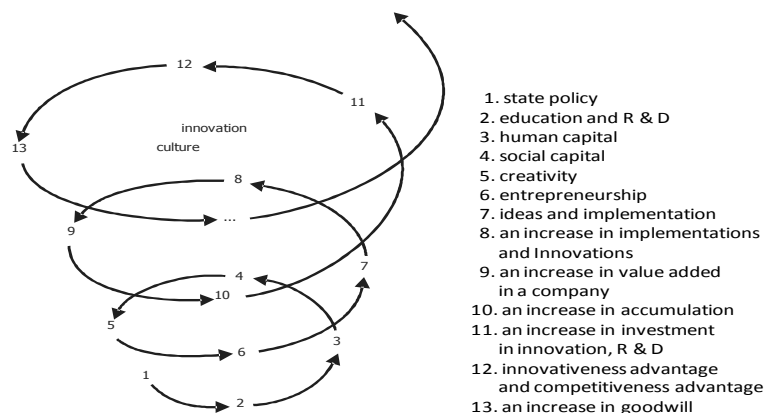 12
11
innovation
culture
13
8
...
9
7
4
10
5
3
6
1
2
1. state policy
2. education and R & D
3. human capital
4. social capital
5. creativity
6. entrepreneurship
7. ideas and implementation
8. an increase in implementations
and Innovations
9. an increase in value added
in a company
10. an increase in accumulation
11. an increase in investment
in innovation, R & D
12. innovativeness advantage
and competitiveness advantage
13. an increase in goodwill